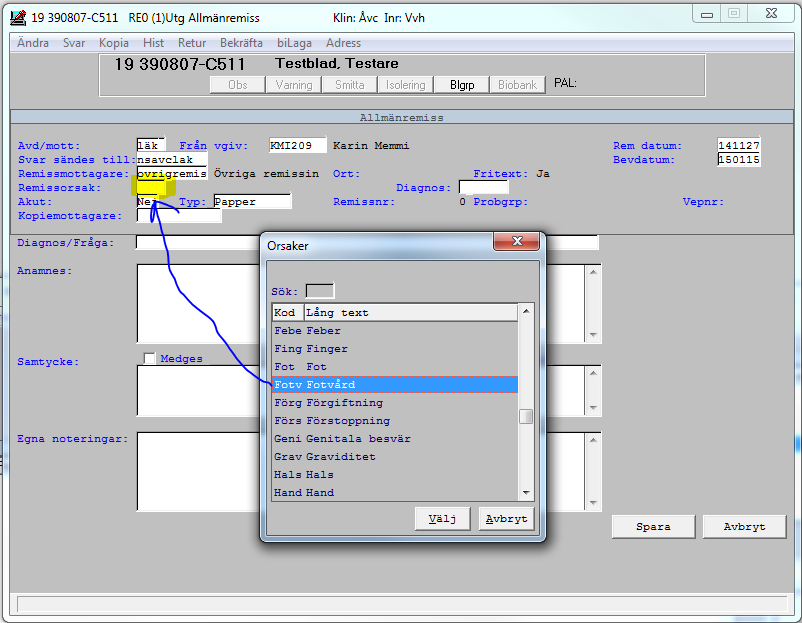 19 390807-C511 RE0 (1)Utg Allmänremiss Klin: Åvc Inr: Vvh
Ändra Svar Kopia Hist Retur Bekräfta biLaga Adress
19 390807-C511 Testblad, Testare
Obs Varning Smitta Isolering Blgrp Biobank PAL:
Allmänremiss
Avd/mott: läk Från vgiv: KMI209 Karin Memmi Rem datum: 141127
Svar sändes till: nsavclak Bevdatum: 150115
Remissmottagare: ovrigremis Övriga remissin Ort: Fritext: Ja
Remissorsak: Diagnos:
Akut: Nej Typ: Papper Remissnr: 0 Probgrp: Vepnr:
Kopiemottagare:
Diagnos/Fråga:
Anamnes:
Samtycke: Medges
Egna noteringar:
Orsaker
Sök:
Kod Lång text
Febe Feber
Fing Finger
Fot Fot
Fotv Fotvård
Förg Förgiftning
Förs Förstoppning
Geni Genitala besvär
Grav Graviditet
Hals Hals
Hand Hand
Välj Avbryt
Spara Avbryt